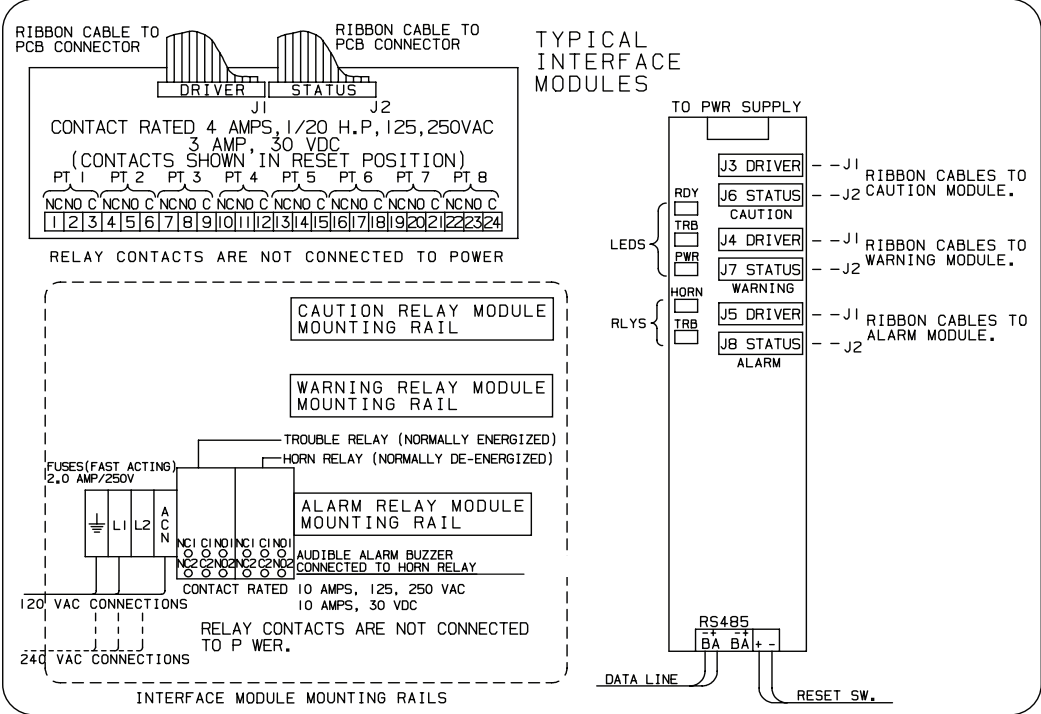 RIBBON CABLE TO
PCB CONNECTOR
RIBBON CABLE TO
PCB CONNECTOR
DRIVER
STATUS
J1
J2
CONTACT RATED 4 AMPS, 1/20 H.P, 125, 250VAC
3 AMP, 30 VDC
(CONTACTS SHOWN IN RESET POSITION)
PT 1 PT 2 PT 3 PT 4 PT 5 PT 6 PT 7 PT 8
NC NO C NC NO C NC NO C NC NO C NC NO C NC NO C NC NO C NC NO C
1 2 3 4 5 6 7 8 9 10 11 12 13 14 15 16 17 18 19 20 21 22 23 24
RELAY CONTACTS ARE NOT CONNECTED TO POWER
TYPICAL
INTERFACE
MODULES
TO PWR SUPPLY
J3 DRIVER
J1
J6 STATUS
J2
CAUTION
RIBBON CABLES TO
CAUTION MODULE.
J4 DRIVER
J1
J7 STATUS
J2
WARNING
RIBBON CABLES TO
WARNING MODULE.
J5 DRIVER
J1
J8 STATUS
J2
ALARM
RIBBON CABLES TO
ALARM MODULE.
LEDS
RDY
TRB
PWR
RLYS
HORN
TRB
RS485
-+ -+
BA BA + -
DATA LINE
RESET SW.
CAUTION RELAY MODULE
MOUNTING RAIL
WARNING RELAY MODULE
MOUNTING RAIL
TROUBLE RELAY (NORMALLY ENERGIZED)
HORN RELAY (NORMALLY DE-ENERGIZED)
FUSES(FAST ACTING)
2.0 AMP/250V
L1
L2
A
C
N
ALARM RELAY MODULE
MOUNTING RAIL
NC1 C1 NO1 NC1 C1 NO1
NC2 C2 NO2 NC2 C2 NO2
AUDIBLE ALARM BUZZER
CONNECTED TO HORN RELAY
CONTACT RATED 10 AMPS, 125, 250 VAC
10 AMPS, 30 VDC
120 VAC CONNECTIONS
RELAY CONTACTS ARE NOT CONNECTED
TO P WER.
240 VAC CONNECTIONS
INTERFACE MODULE MOUNTING RAILS